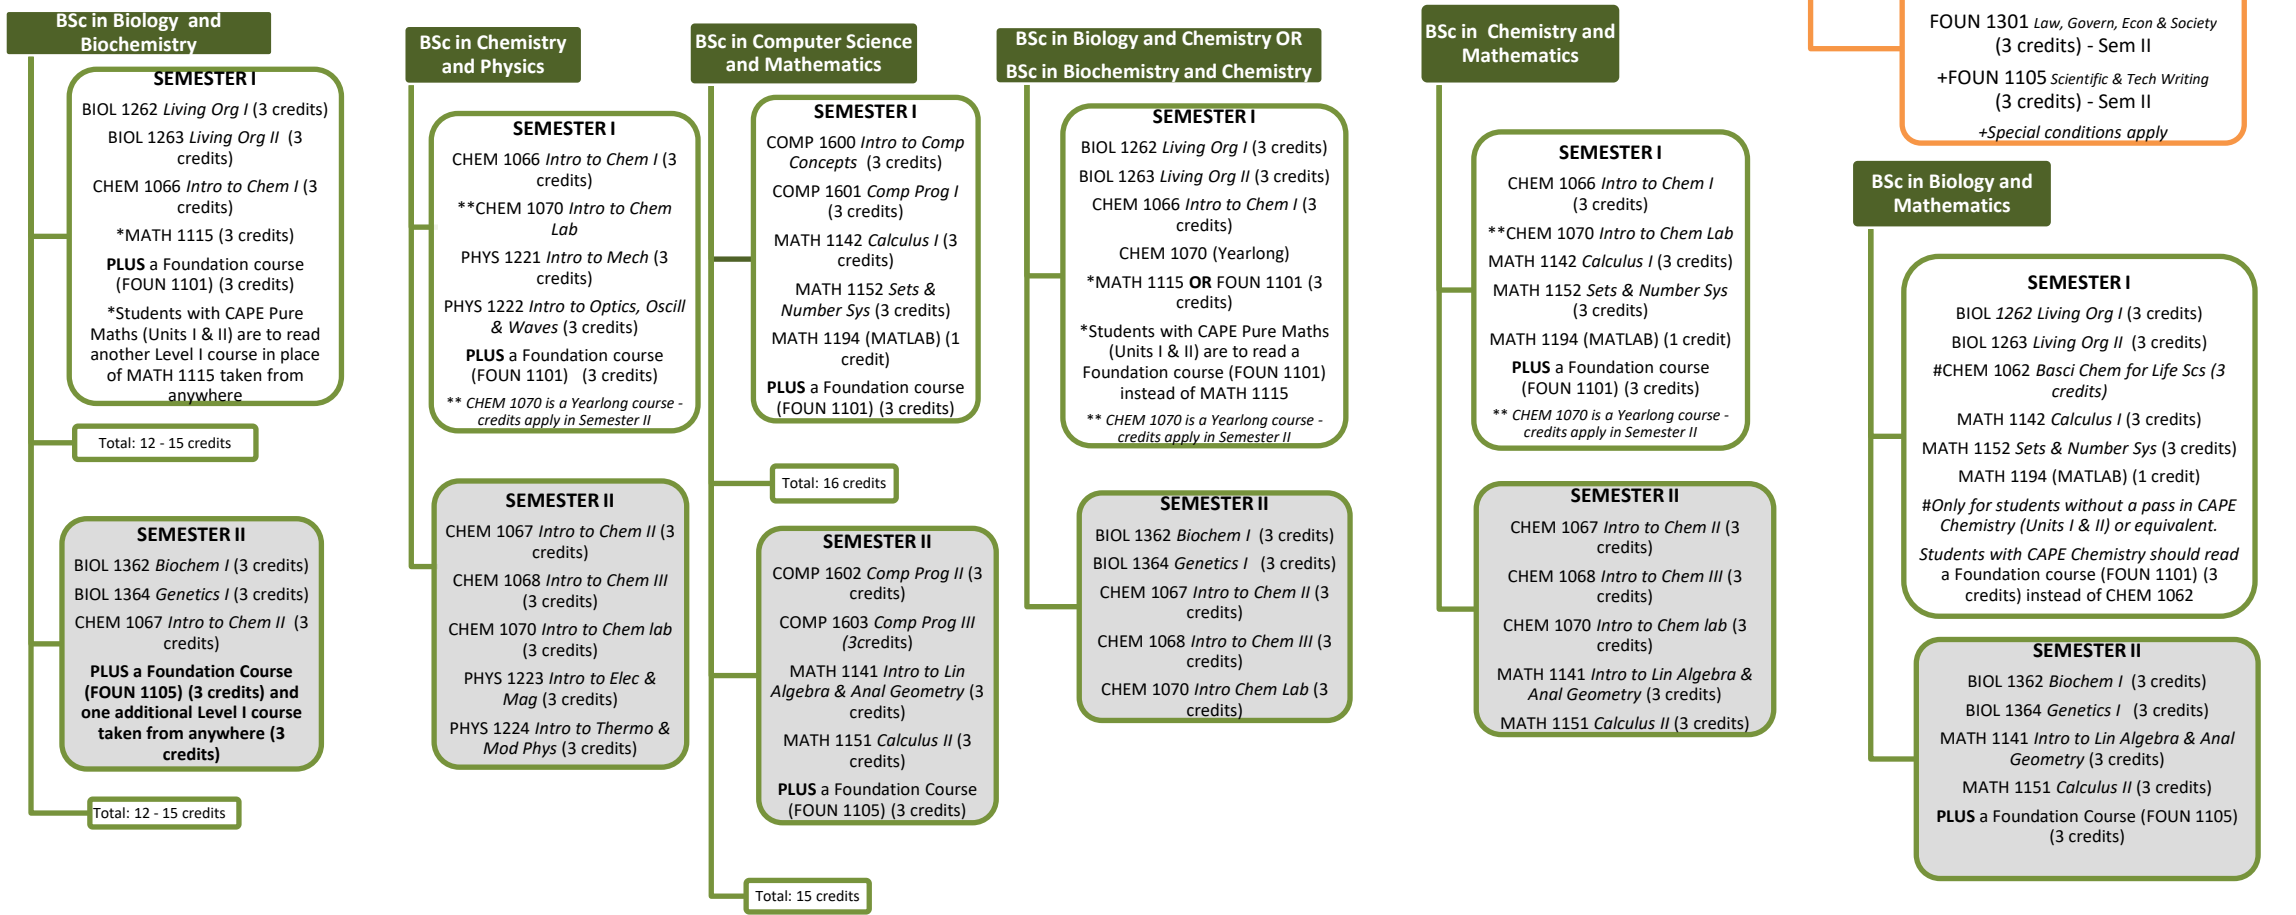 BSc in Biology and
Biochemistry
SEMESTER I
BIOL 1262 Living Org I (3 credits)
BIOL 1263 Living Org II (3
credits)
CHEM 1066 Intro to Chem I (3
credits)
*MATH 1115 (3 credits)
PLUS a Foundation course
(FOUN 1101) (3 credits)
*Students with CAPE Pure
Maths (Units I & II) are to read
another Level I course in place
of MATH 1115 taken from
anywhere
Total: 12 - 15 credits
SEMESTER II
BIOL 1362 Biochem I (3 credits)
BIOL 1364 Genetics I (3 credits)
CHEM 1067 Intro to Chem II (3
credits)
PLUS a Foundation Course
(FOUN 1105) (3 credits) and
one additional Level I course
taken from anywhere (3
credits)
Total: 12 - 15 credits
BSc in Chemistry
and Physics
SEMESTER I
CHEM 1066 Intro to Chem I (3
credits)
**CHEM 1070 Intro to Chem
Lab
PHYS 1221 Intro to Mech (3
credits)
PHYS 1222 Intro to Optics, Oscill
& Waves (3 credits)
PLUS a Foundation course
(FOUN 1101) (3 credits)
** CHEM 1070 is a Yearlong course -
credits apply in Semester II
SEMESTER II
CHEM 1067 Intro to Chem II (3
credits)
CHEM 1068 Intro to Chem III
(3 credits)
CHEM 1070 Intro to Chem lab
(3 credits)
PHYS 1223 Intro to Elec &
Mag (3 credits)
PHYS 1224 Intro to Thermo &
Mod Phys (3 credits)
BSc in Computer Science
and Mathematics
SEMESTER I
COMP 1600 Intro to Comp
Concepts (3 credits)
COMP 1601 Comp Prog I
(3 credits)
MATH 1142 Calculus I (3
credits)
MATH 1152 Sets &
Number Sys (3 credits)
MATH 1194 (MATLAB) (1
credit)
PLUS a Foundation course
(FOUN 1101) (3 credits)
Total: 16 credits
SEMESTER II
COMP 1602 Comp Prog II (3
credits)
COMP 1603 Comp Prog III
(3credits)
MATH 1141 Intro to Lin
Algebra & Anal Geometry (3
credits)
MATH 1151 Calculus II (3
credits)
PLUS a Foundation Course
(FOUN 1105) (3 credits)
Total: 15 credits
BSc in Biology and Chemistry OR
BSc in Biochemistry and Chemistry
SEMESTER I
BIOL 1262 Living Org I (3 credits)
BIOL 1263 Living Org II (3 credits)
CHEM 1066 Intro to Chem I (3
credits)
CHEM 1070 (Yearlong)
*MATH 1115 OR FOUN 1101 (3
credits)
*Students with CAPE Pure Maths
(Units I & II) are to read a
Foundation course (FOUN 1101)
instead of MATH 1115
** CHEM 1070 is a Yearlong course -
credits apply in Semester II
SEMESTER II
BIOL 1362 Biochem I (3 credits)
BIOL 1364 Genetics I (3 credits)
CHEM 1067 Intro to Chem II (3
credits)
CHEM 1068 Intro to Chem III (3
credits)
CHEM 1070 Intro Chem Lab (3
credits)
BSc in Chemistry and
Mathematics
SEMESTER I
CHEM 1066 Intro to Chem I
(3 credits)
**CHEM 1070 Intro to Chem Lab
MATH 1142 Calculus I (3 credits)
MATH 1152 Sets & Number Sys
(3 credits)
MATH 1194 (MATLAB) (1 credit)
PLUS a Foundation course
(FOUN 1101) (3 credits)
** CHEM 1070 is a Yearlong course -
credits apply in Semester II
SEMESTER II
CHEM 1067 Intro to Chem II (3
credits)
CHEM 1068 Intro to Chem III (3
credits)
CHEM 1070 Intro to Chem lab (3
credits)
MATH 1141 Intro to Lin Algebra &
Anal Geometry (3 credits)
MATH 1151 Calculus II (3 credits)
FOUN 1301 Law, Govern, Econ & Society
(3 credits) - Sem II
+FOUN 1105 Scientific & Tech Writing
(3 credits) - Sem II
+Special conditions apply
BSc in Biology and
Mathematics
SEMESTER I
BIOL 1262 Living Org I (3 credits)
BIOL 1263 Living Org II (3 credits)
#CHEM 1062 Basci Chem for Life Scs (3
credits)
MATH 1142 Calculus I (3 credits)
MATH 1152 Sets & Number Sys (3 credits)
MATH 1194 (MATLAB) (1 credit)
#Only for students without a pass in CAPE
Chemistry (Units I & II) or equivalent.
Students with CAPE Chemistry should read
a Foundation course (FOUN 1101) (3
credits) instead of CHEM 1062
SEMESTER II
BIOL 1362 Biochem I (3 credits)
BIOL 1364 Genetics I (3 credits)
MATH 1141 Intro to Lin Algebra & Anal
Geometry (3 credits)
MATH 1151 Calculus II (3 credits)
PLUS a Foundation Course (FOUN 1105)
(3 credits)